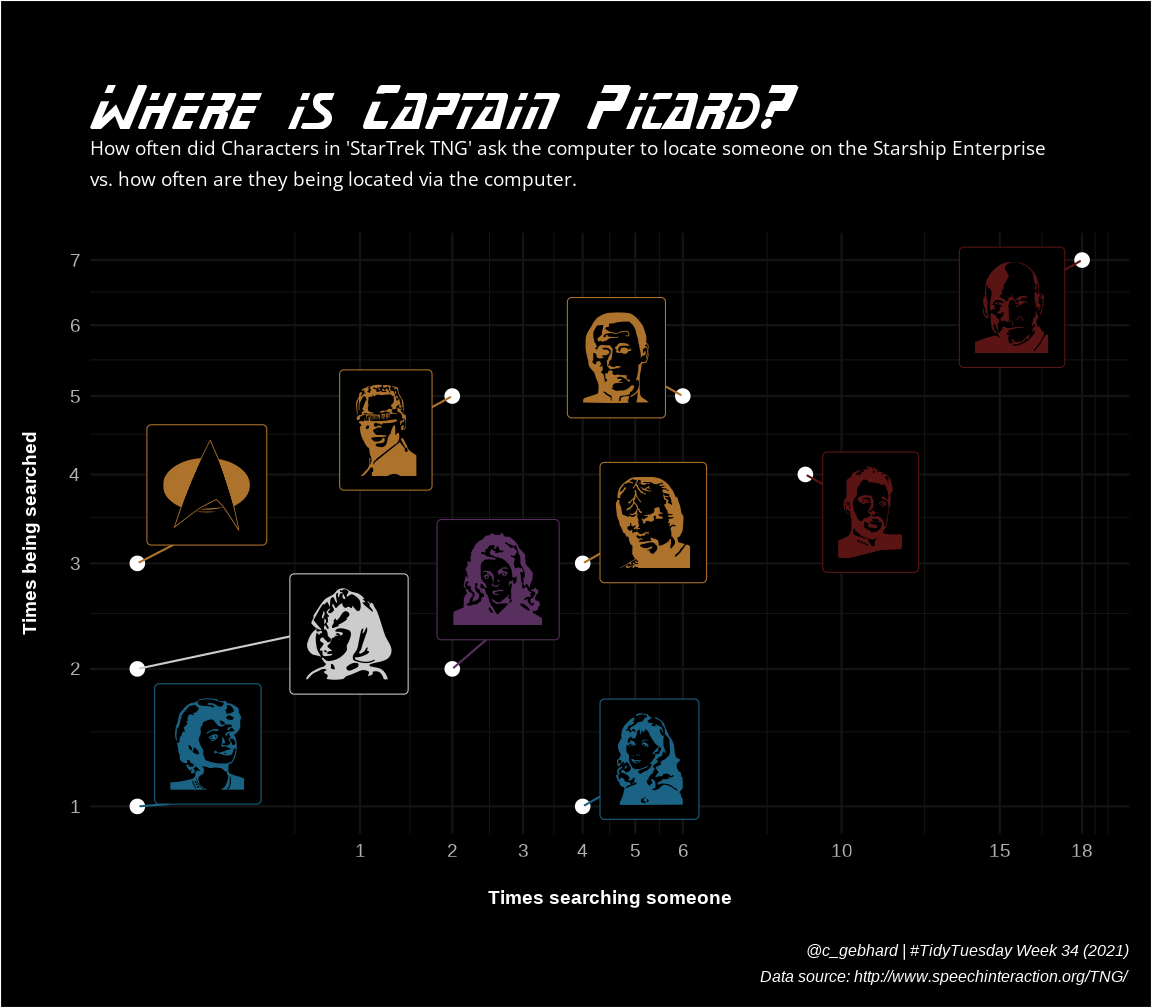 Where is Captain Picard?
How often did Characters in 'StarTrek TNG' ask the computer to locate someone on the Starship Enterprise
vs. how often are they being located via the computer.
7
6
5
4
3
2
1
Times being searched
1 2 3 4 5 6 10 15 18
Times searching someone
@c_gebhard | #TidyTuesday Week 34 (2021)
Data source: http://www.speechinteraction.org/TNG/